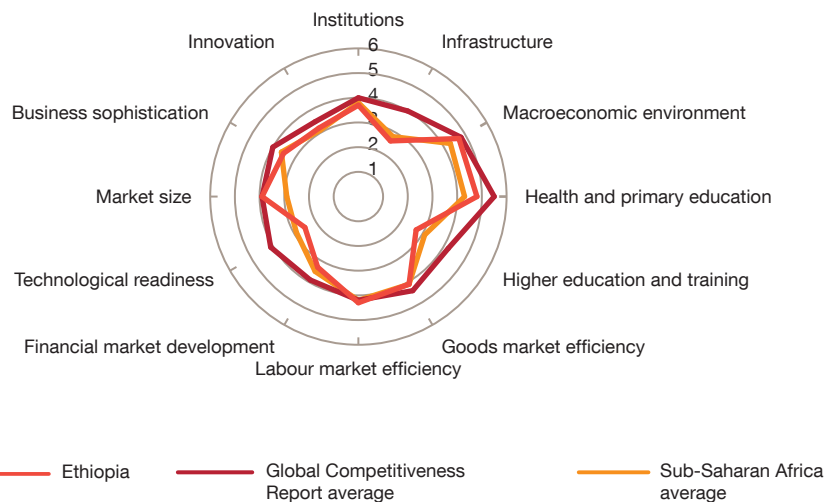 Institutions
Innovation
Infrastructure
6
5
4
3
2
1
Business sophistication
Macroeconomic environment
Market size
Health and primary education
Technological readiness
Higher education and training
Financial market development
Goods market efficiency
Labour market efficiency
Ethiopia
Global Competitiveness
Report average
Sub-Saharan Africa
average